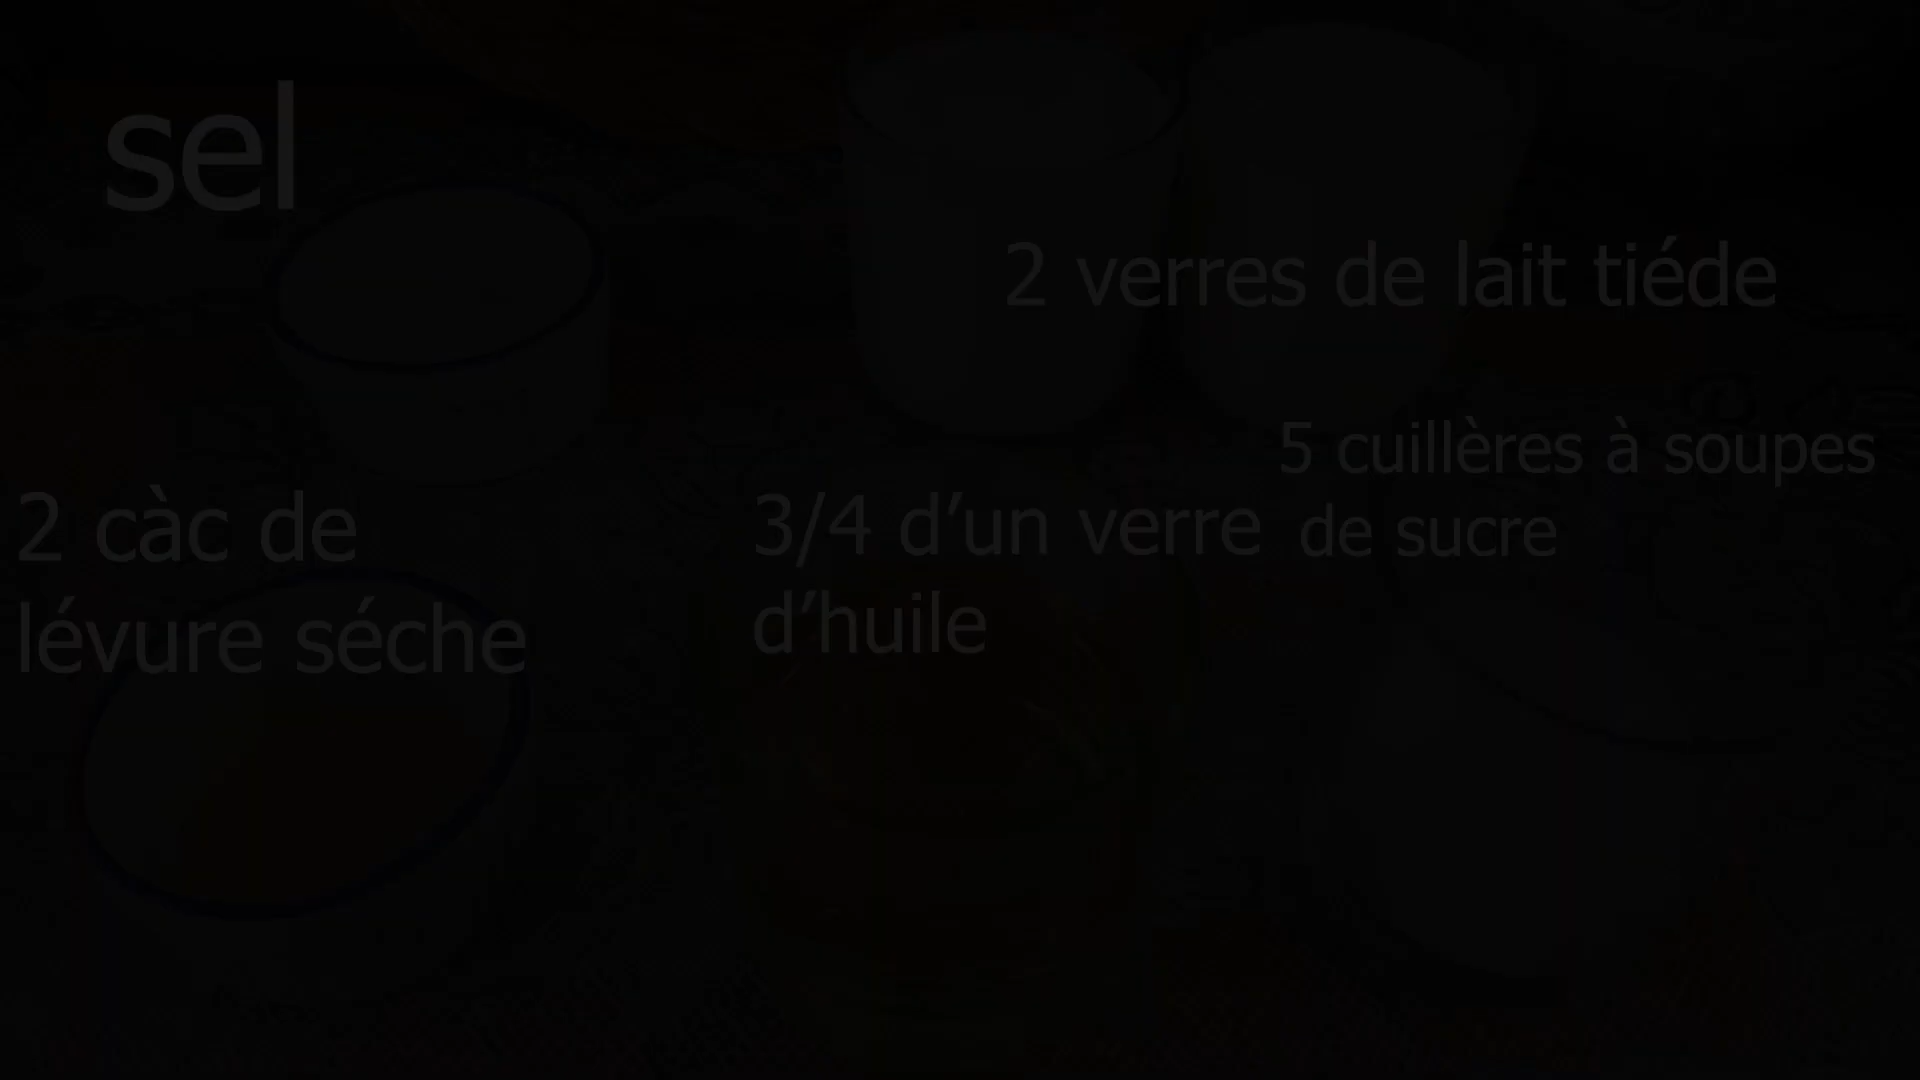 sel
2 verres de lait tiéde
5 cuillères à soupes
de sucre
2 càc de
lévure séche
3/4 d’un verre
d’huile